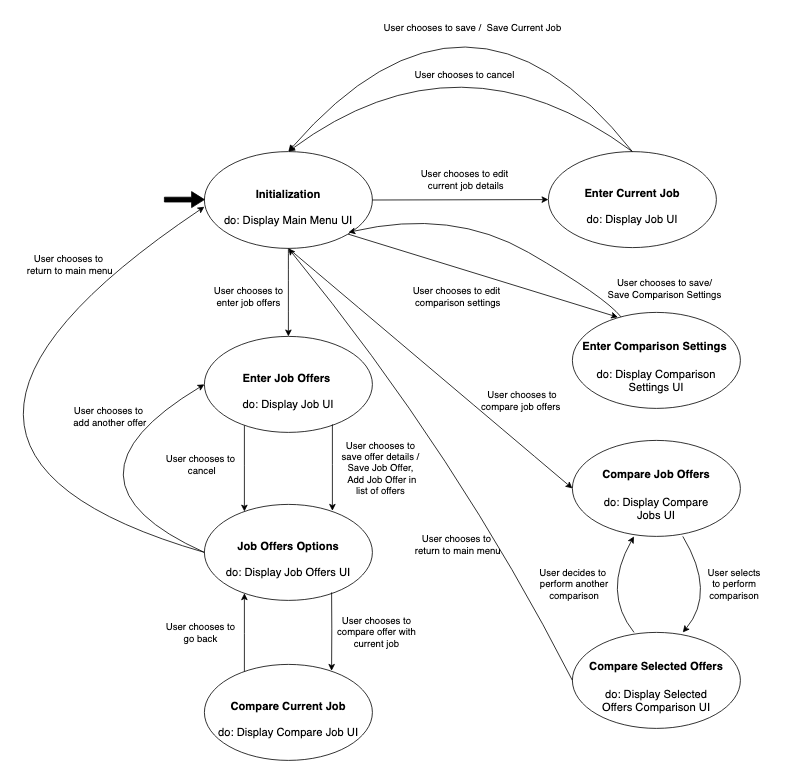 User chooses to save /  Save Current Job
User chooses to cancel
User chooses to edit
current job details
Initialization
do: Display Main Menu UI
Enter Current Job
do: Display Job UI
User chooses to
return to main menu
User chooses to
enter job offers
User chooses to edit
comparison settings
User chooses to save/
Save Comparison Settings
Enter Comparison Settings
do: Display Comparison
Settings UI
Enter Job Offers
do: Display Job UI
User chooses to
compare job offers
User chooses to
add another offer
User chooses to
cancel
User chooses to
save offer details /
Save Job Offer,
Add Job Offer in
list of offers
Compare Job Offers
do: Display Compare
Jobs UI
Job Offers Options
do: Display Job Offers UI
User chooses to
return to main menu
User decides to
perform another
comparison
User selects
to perform
comparison
User chooses to
go back
User chooses to
compare offer with
current job
Compare Selected Offers
do: Display Selected
Offers Comparison UI
Compare Current Job
do: Display Compare Job UI